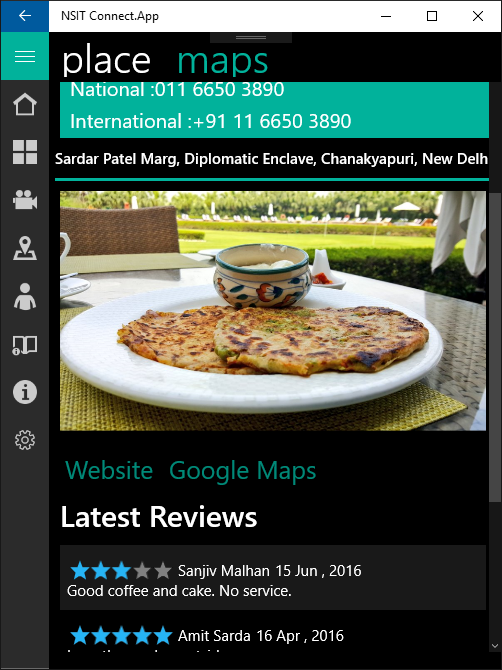 NSIT Connect.App
place maps
National :011 6650 3890
International :+91 11 6650 3890
Sardar Patel Marg, Diplomatic Enclave, Chanakyapuri, New Delh
Website Google Maps
Latest Reviews
Sanjiv Malhan 15 Jun , 2016
Good coffee and cake. No service.
Amit Sarda 16 Apr , 2016